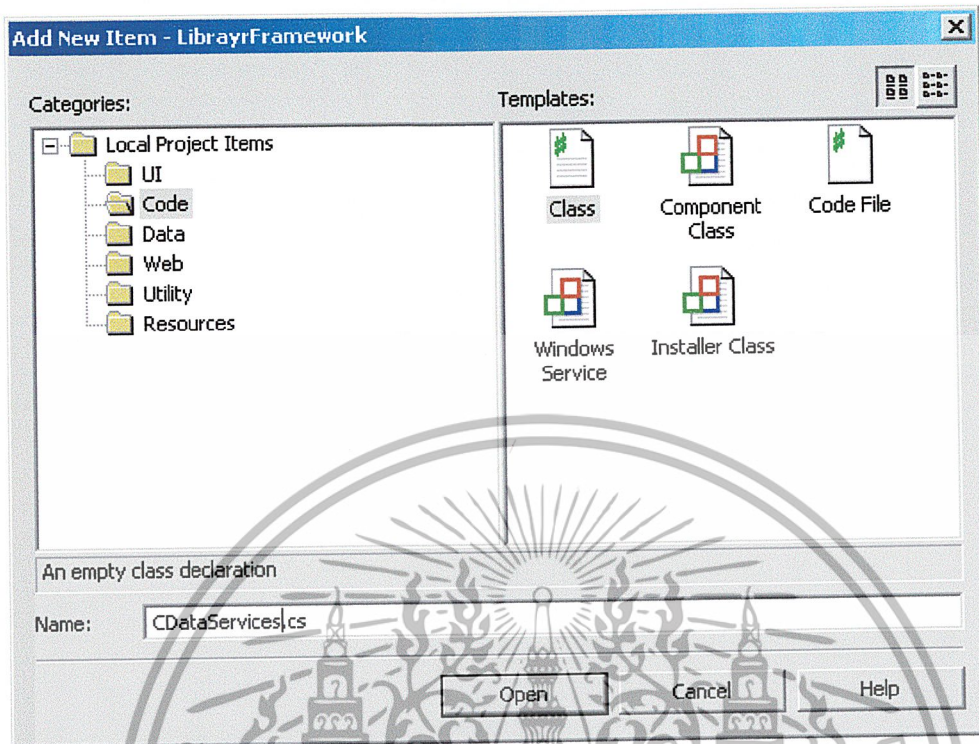 Add New Item - LibrayrFramework
Categories:
Templates:
Local Project Items
UI
Code
Data
Web
Utility
Resources
Class
Component
Class
Code File
Windows
Service
Installer Class
An empty class declaration
Name:
CDataServices.cs
Open
Cancel
Help